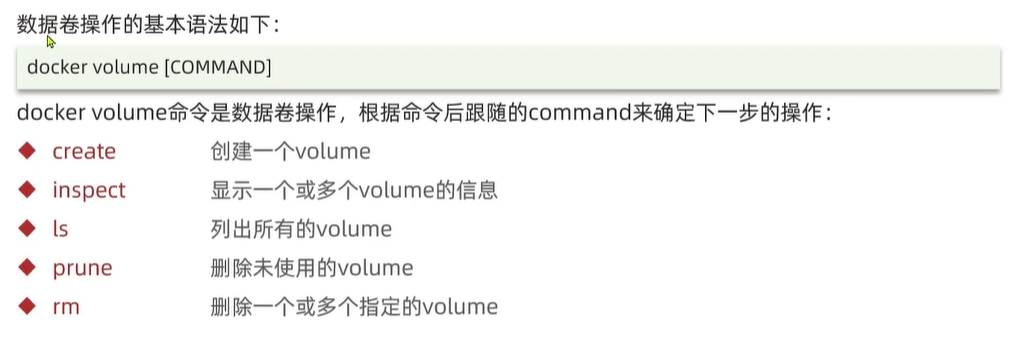 数据卷操作的基本语法如下：
docker volume [COMMAND]
docker volume命令是数据卷操作，根据命令后跟随的command来确定下一步的操作：
◆ create 创建一个volume
◆ inspect 显示一个或多个volume的信息
◆ ls 列出所有的volume
◆ prune 删除未使用的volume
◆ rm 删除一个或多个指定的volume